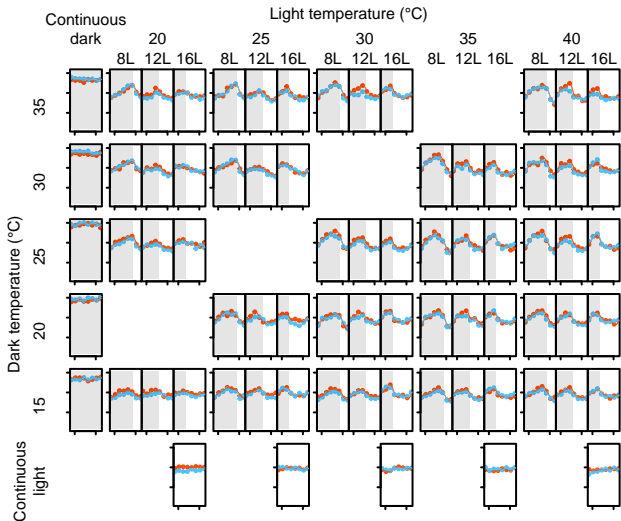 Light temperature (°C)
Continuous
dark
20 25 30 35 40
8L 12L 16L 8L 12L 16L 8L 12L 16L 8L 12L 16L 8L 12L 16L
35
30
25
20
15
Dark temperature (°C)
Continuous
light